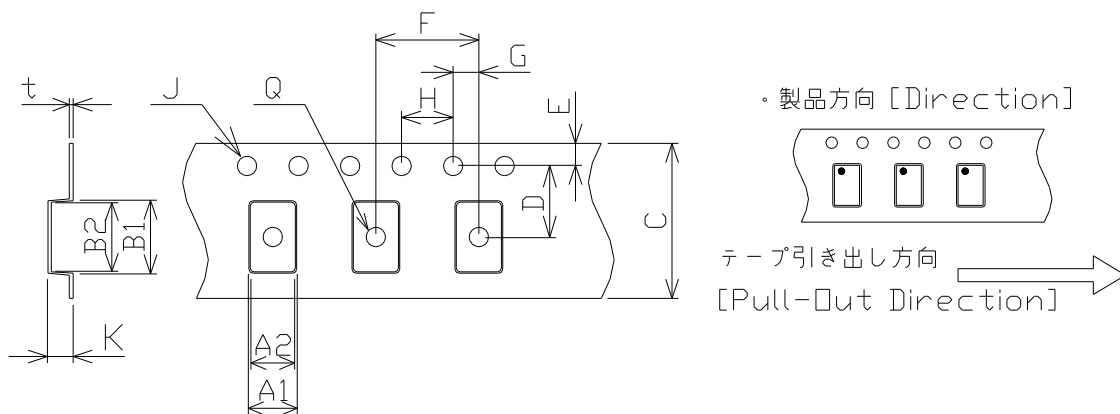 F
G
t
J
Q
H
E
。製品方向 [Direction]
D
C
B2
B1
テープ引き出し方向
[Pull-Out Direction]
K
A2
A1